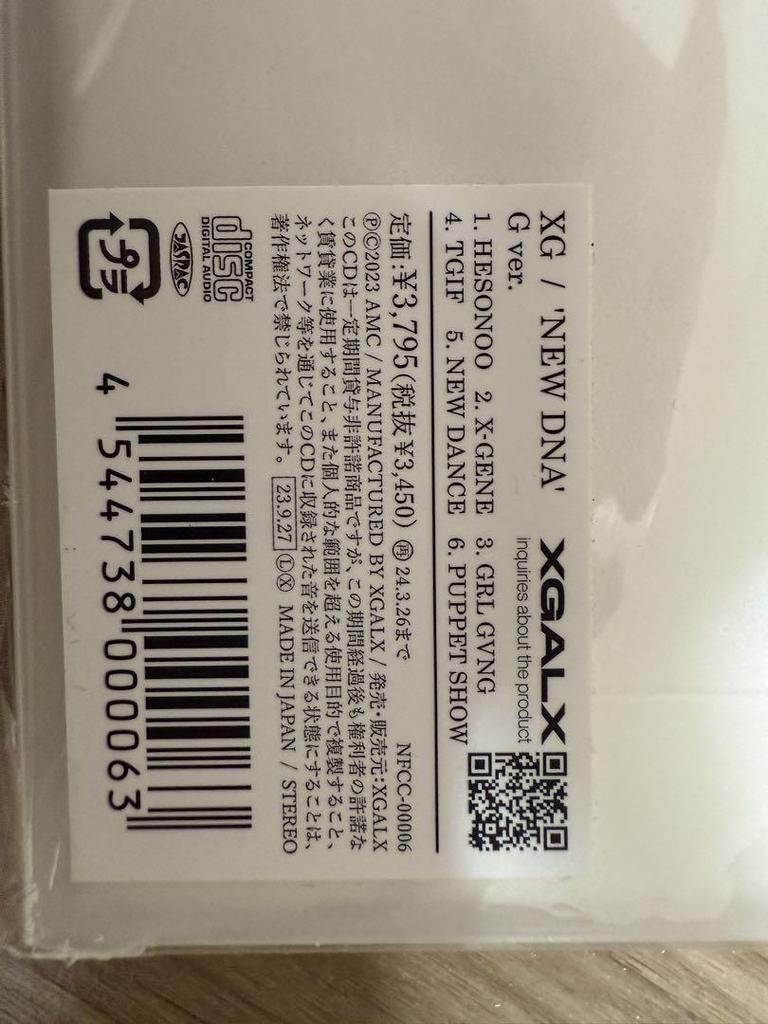 XG / 'NEW DNA'
G ver.
XGALX
inquiries about the product
1. HESONOO 2. X-GENE 3. GRL GVNG
4. TGIF 5. NEW DANCE 6. PUPPET SHOW
定価:¥3,795(税抜¥3,450) 再 24.3.26まで NFCC-00006
ⓅⒸ2023 AMC / MANUFACTURED BY XGALX / 発売・販売元:XGALX
このCDは一定期間貸与非許諾商品ですが、この期間経過後も権利者の許諾な
く賃貸業に使用すること、また個人的な範囲を超える使用目的で複製すること、
ネットワーク等を通じてこのCDに収録された音を送信できる状態にすることは、
著作権法で禁じられています。 23.9.27 ⓁⓍ MADE IN JAPAN / STEREO
COMPACT
disc
DIGITAL AUDIO
JASRAC
プラ
4 544738 000063